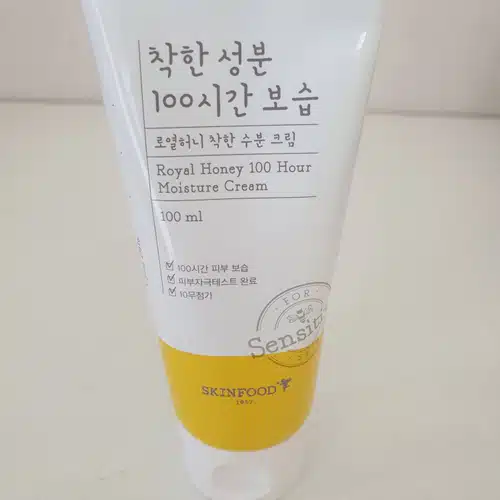 착한 성분
100시간 보습
로열허니 착한 수분 크림
Royal Honey 100 Hour
Moisture Cream
100 ml
100시간 피부 보습
피부자극테스트 완료
10무첨가
FOR
SKINFOOD